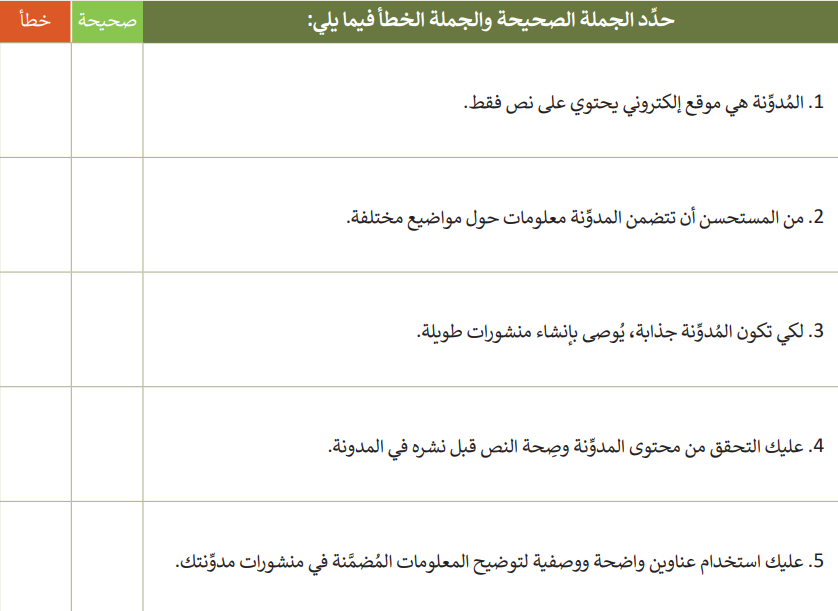 حدِّد الجملة الصحيحة والجملة الخطأ فيما يلي: صحيحة خطأ
1. المُدوِّنة هي موقع إلكتروني يحتوي على نص فقط.
2. من المستحسن أن تتضمن المدوِّنة معلومات حول مواضيع مختلفة.
3. لكي تكون المُدوِّنة جذابة، يُوصى بإنشاء منشورات طويلة.
4. عليك التحقق من محتوى المدوِّنة وصِحة النص قبل نشره في المدونة.
5. عليك استخدام عناوين واضحة ووصفية لتوضيح المعلومات المُضمَّنة في منشورات مدوِّنتك.